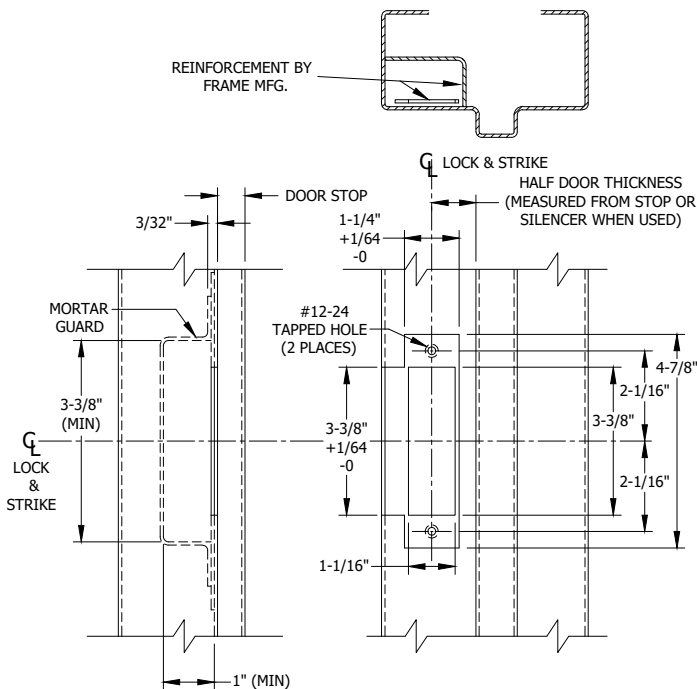 REINFORCEMENT BY
FRAME MFG.
℄ LOCK & STRIKE
DOOR STOP
HALF DOOR THICKNESS
(MEASURED FROM STOP OR
SILENCER WHEN USED)
3/32"
1-1/4"
+1/64
-0
MORTAR
GUARD
#12-24
TAPPED HOLE
(2 PLACES)
4-7/8"
2-1/16"
3-3/8"
(MIN)
3-3/8"
+1/64
-0
3-3/8"
℄
LOCK
&
STRIKE
2-1/16"
1-1/16"
1" (MIN)